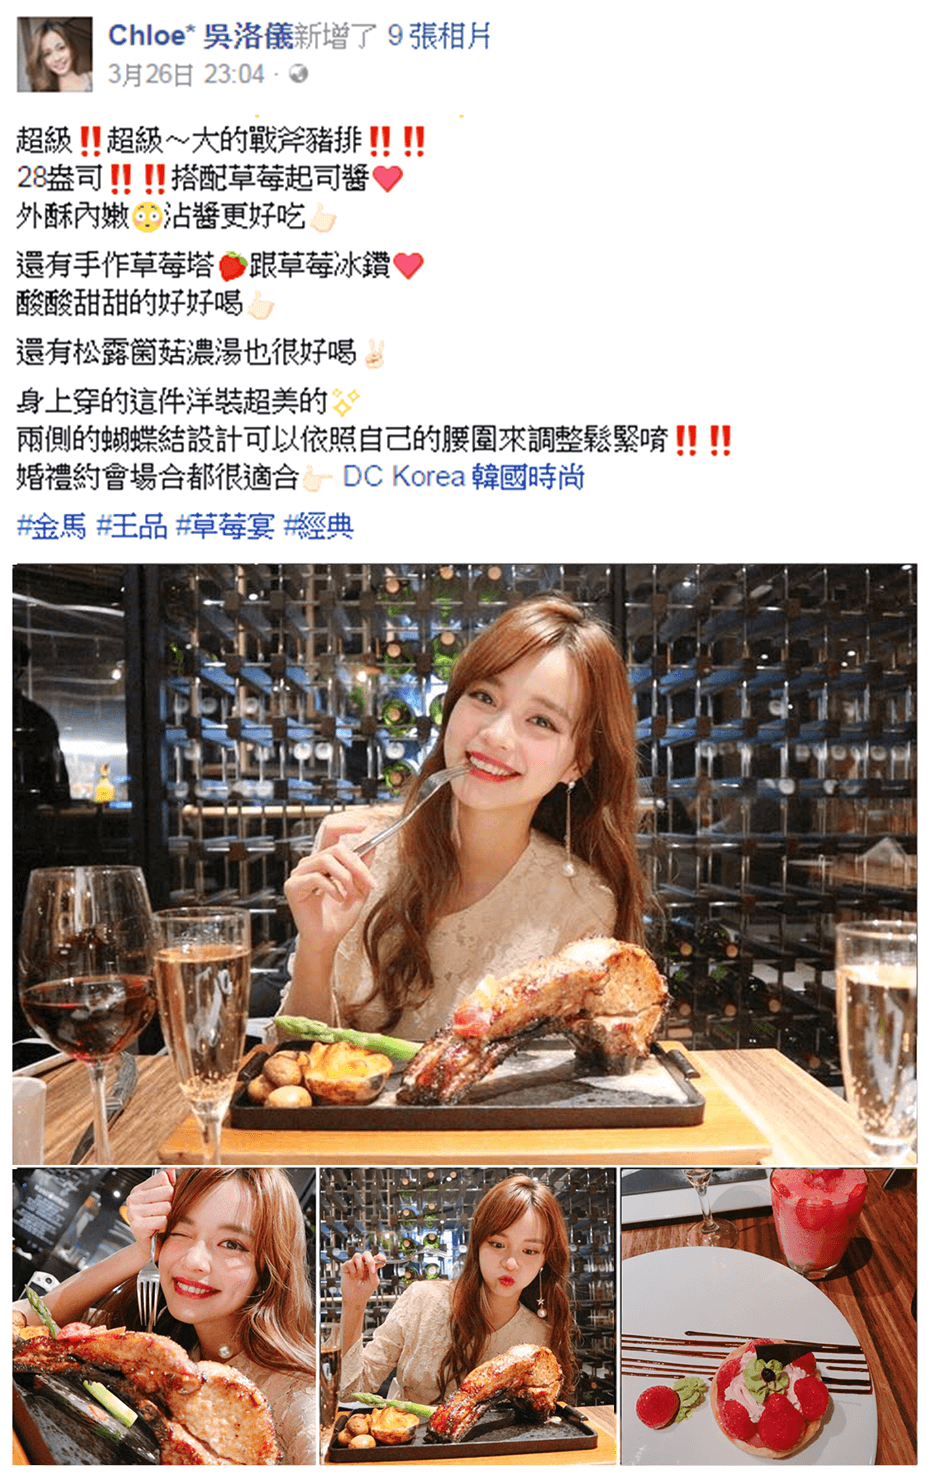 Chloe* 吳洛儀新增了 9 張相片
3月26日 23:04 ·
超級‼️超級～大的戰斧豬排‼️‼️
28盎司‼️‼️搭配草莓起司醬❤️
外酥內嫩😳沾醬更好吃👆🏻
還有手作草莓塔🍓跟草莓冰鑽❤️
酸酸甜甜的好好喝👆🏻
還有松露菌菇濃湯也很好喝✌🏻
身上穿的這件洋裝超美的✨
兩側的蝴蝶結設計可以依照自己的腰圍來調整鬆緊唷‼️‼️
婚禮約會場合都很適合👉🏻 DC Korea 韓國時尚
#金馬 #王品 #草莓宴 #經典